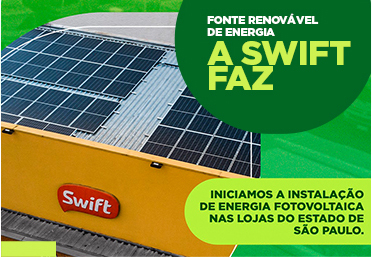 FONTE RENOVÁVEL
DE ENERGIA
A SWIFT
FAZ
Swift
INICIAMOS A INSTALAÇÃO
DE ENERGIA FOTOVOLTAICA
NAS LOJAS DO ESTADO DE
SÃO PAULO.